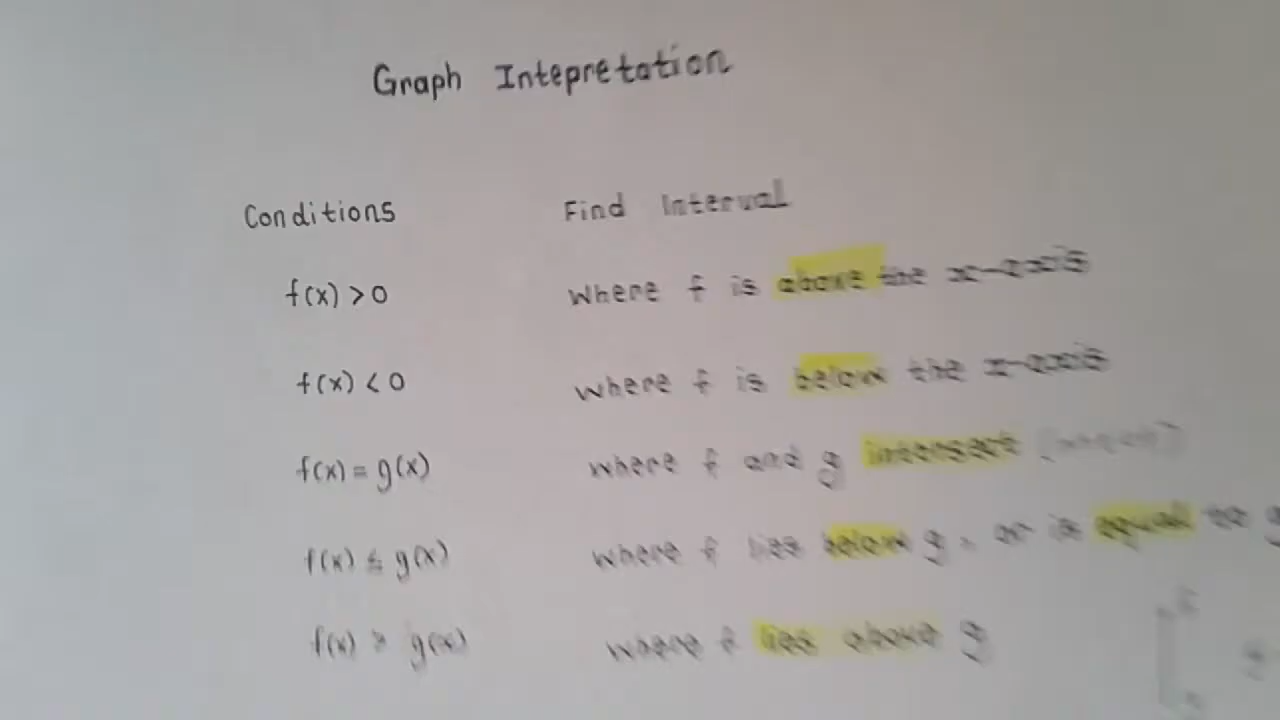 Graph Intepretation
Conditions Find Interval
f(x) > 0 Where f is above the x-axis
f(x) < 0 where f is below the x-axis
f(x) = g(x) where f and g intersect
f(x) ≤ g(x) where f lies below g, or is equal to g
f(x) > g(x) where f lies above g